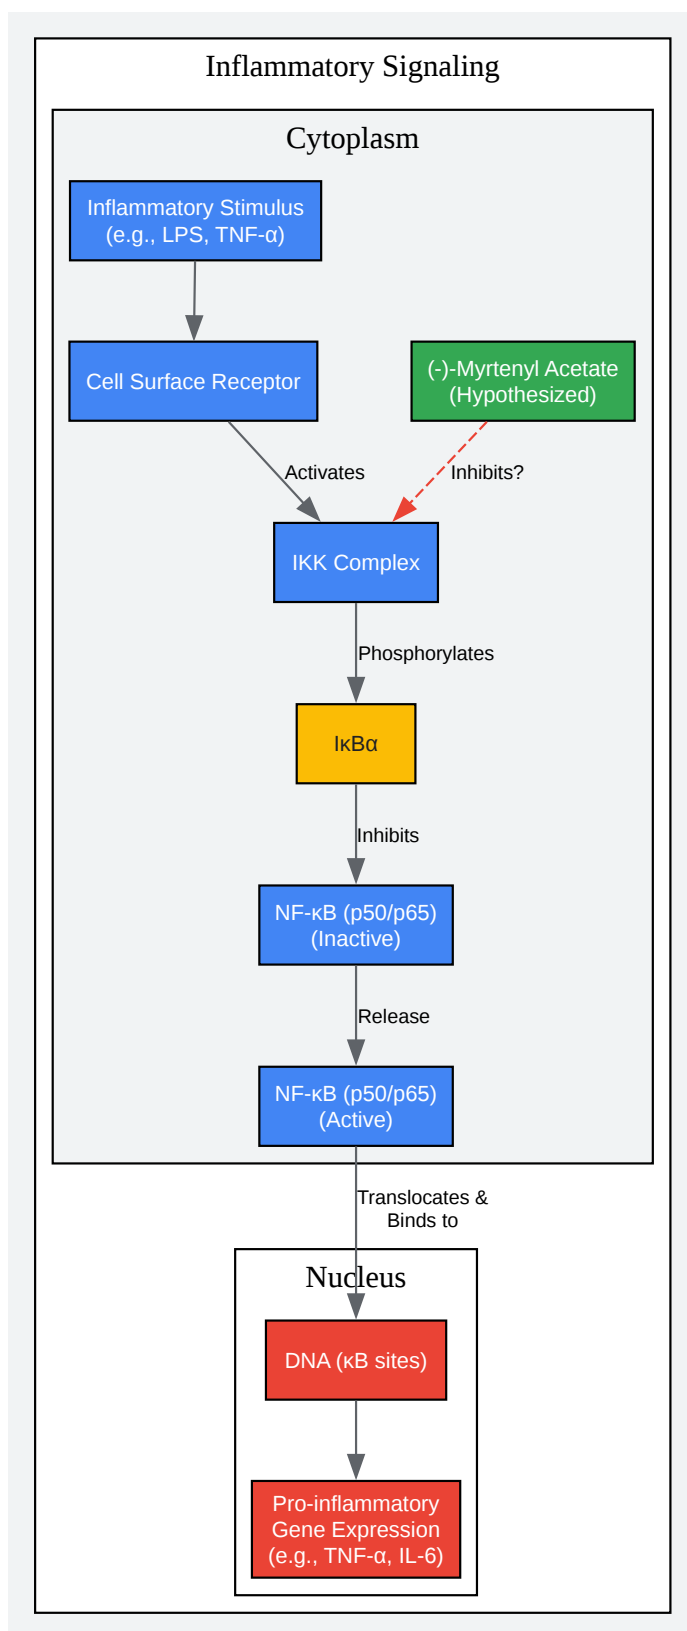 Inflammatory Signaling
Cytoplasm
Inflammatory Stimulus
(e.g., LPS, TNF-α)
Cell Surface Receptor
(-)-Myrtenyl Acetate
(Hypothesized)
Activates
Inhibits?
IKK Complex
Phosphorylates
IκBα
Inhibits
NF-κB (p50/p65)
(Inactive)
Release
NF-κB (p50/p65)
(Active)
Translocates &
Binds to
Nucleus
DNA (κB sites)
Pro-inflammatory
Gene Expression
(e.g., TNF-α, IL-6)